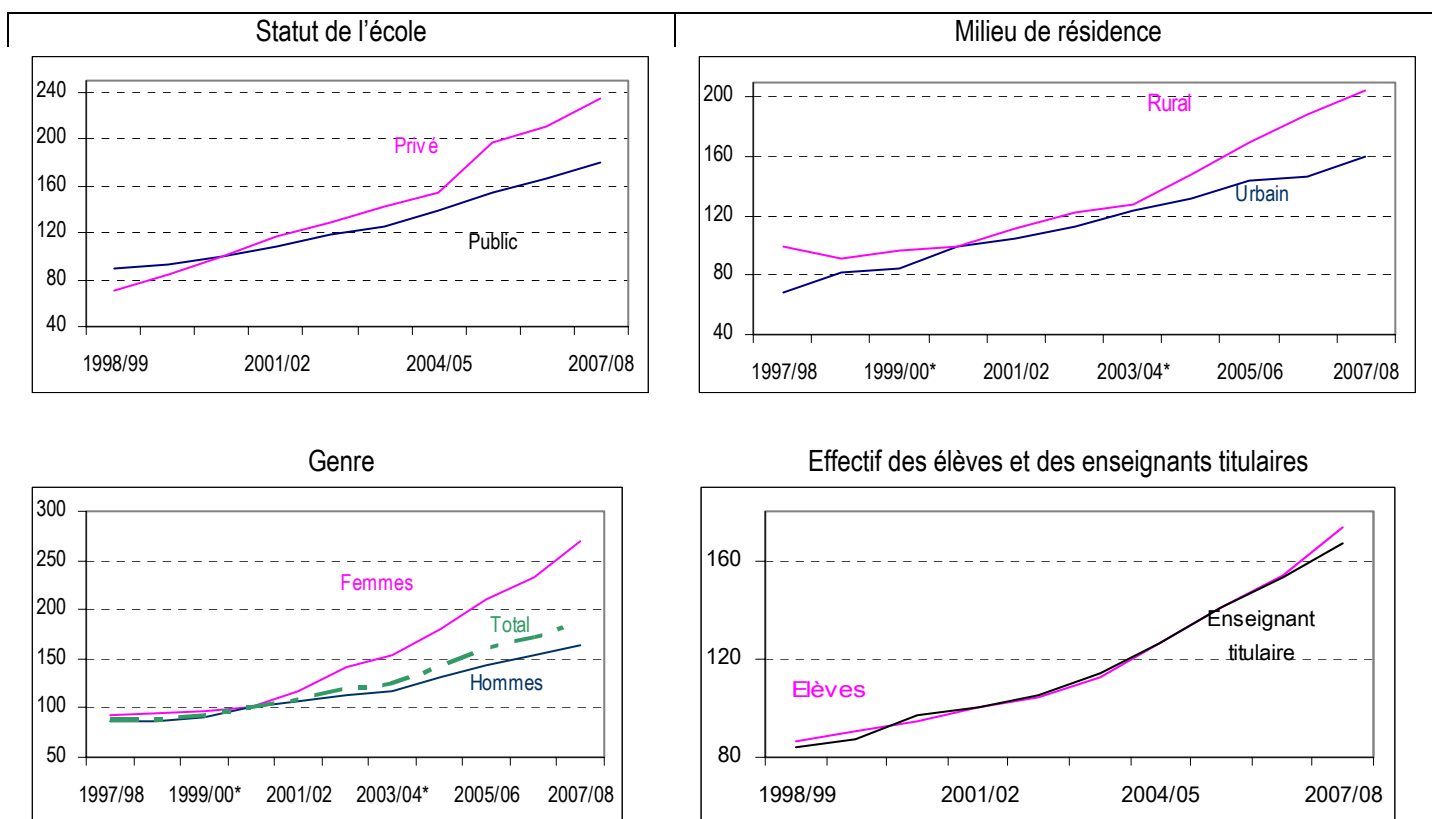 Statut de l'école
240
200
160
120
80
40
Privé
Public
1998/99 2001/02 2004/05 2007/08
Milieu de résidence
200
160
120
80
40
Rural
Urbain
1997/98 1999/00* 2001/02 2003/04* 2005/06 2007/08
Genre
300
250
200
150
100
50
Femmes
Total
Hommes
1997/98 1999/00* 2001/02 2003/04* 2005/06 2007/08
Effectif des élèves et des enseignants titulaires
160
120
80
Enseignant
titulaire
Elèves
1998/99 2001/02 2004/05 2007/08